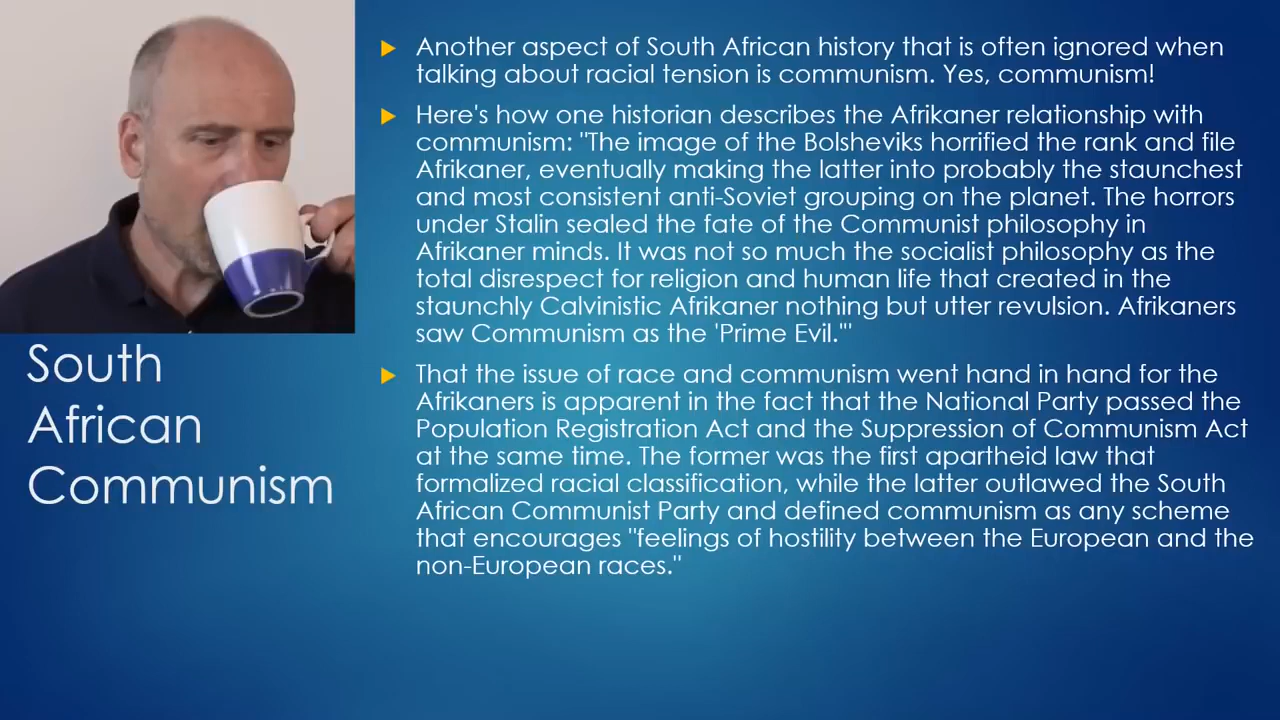 South
African
Communism
Another aspect of South African history that is often ignored when
talking about racial tension is communism. Yes, communism!
Here's how one historian describes the Afrikaner relationship with
communism: "The image of the Bolsheviks horrified the rank and file
Afrikaner, eventually making the latter into probably the staunchest
and most consistent anti-Soviet grouping on the planet. The horrors
under Stalin sealed the fate of the Communist philosophy in
Afrikaner minds. It was not so much the socialist philosophy as the
total disrespect for religion and human life that created in the
staunchly Calvinistic Afrikaner nothing but utter revulsion. Afrikaners
saw Communism as the 'Prime Evil.'"
That the issue of race and communism went hand in hand for the
Afrikaners is apparent in the fact that the National Party passed the
Population Registration Act and the Suppression of Communism Act
at the same time. The former was the first apartheid law that
formalized racial classification, while the latter outlawed the South
African Communist Party and defined communism as any scheme
that encourages "feelings of hostility between the European and the
non-European races."